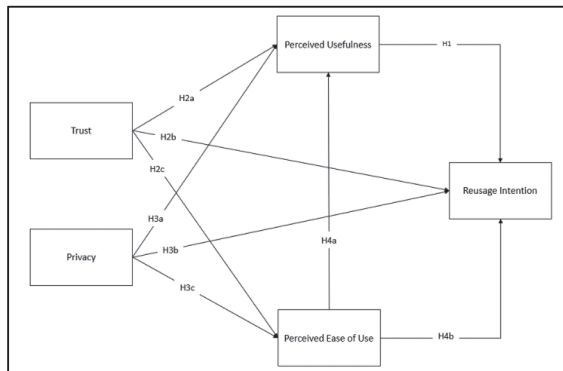 Perceived Usefulness
H1
H2a
Trust
H2b
H2c
Reusage Intention
H3a
Privacy
H3b
H4a
H3c
Perceived Ease of Use
H4b